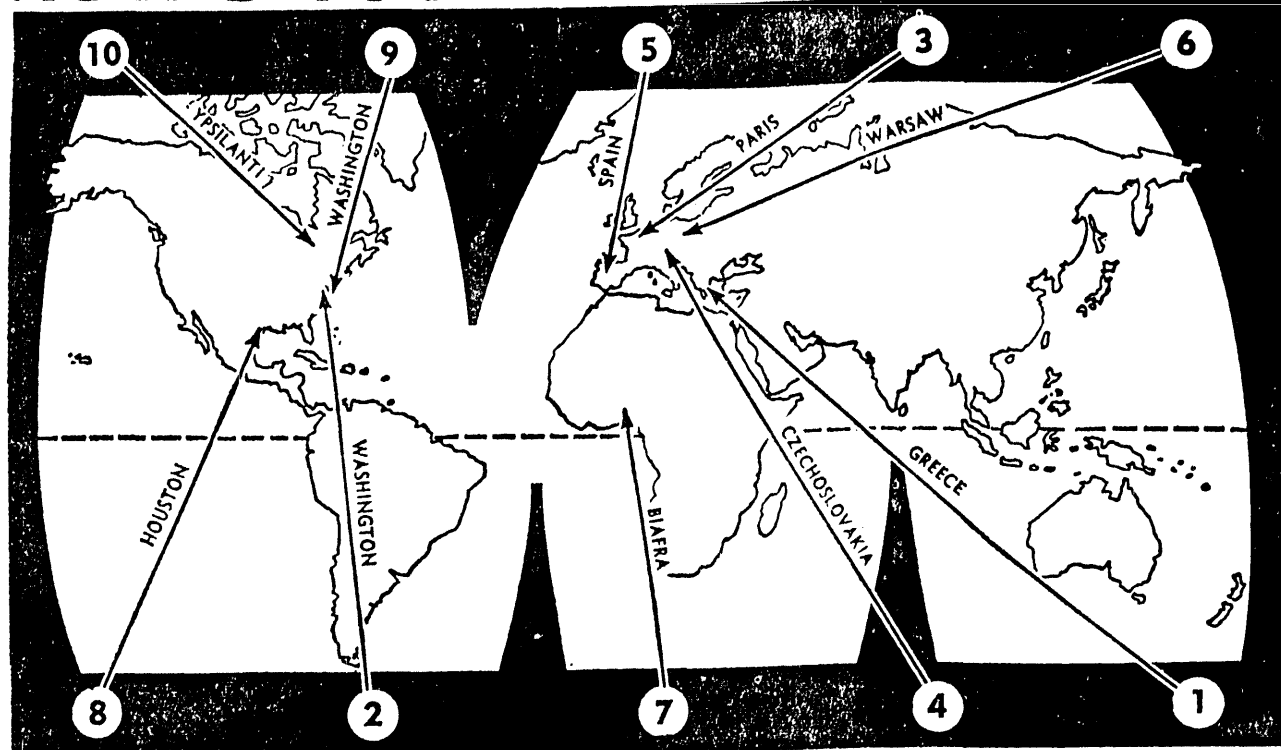 10
9
5
3
6
YPSILANTI
WASHINGTON
SPAIN
PARIS
WARSAW
HOUSTON
WASHINGTON
BIAFRA
CZECHOSLOVAKIA
GREECE
8
2
7
4
1